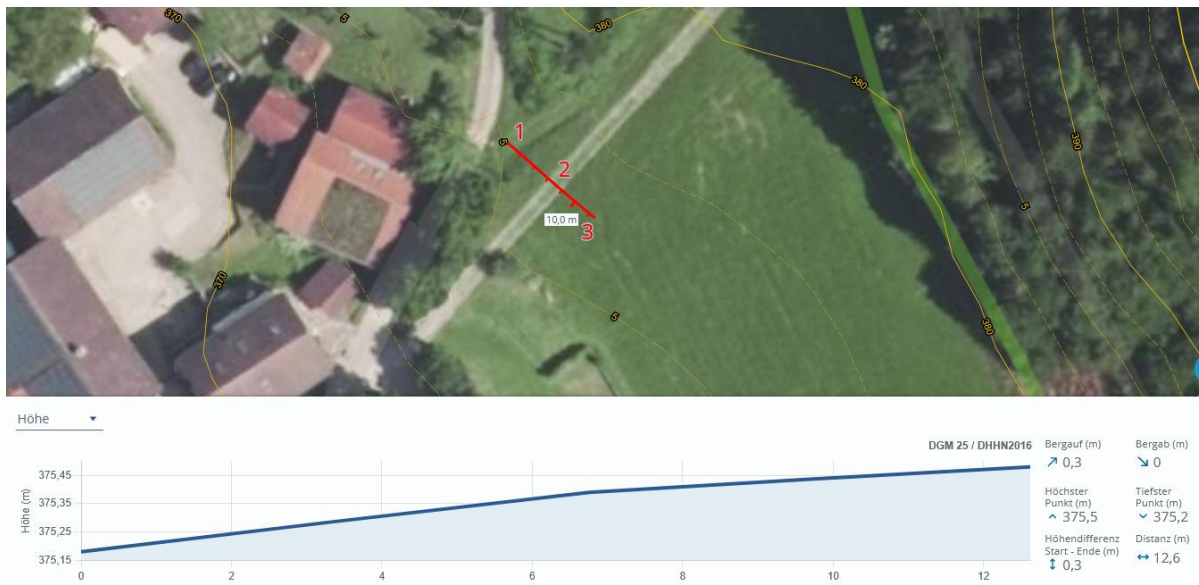 370
5
380
380
1
5
2
10,0 m
3
390
5
370
5
380
Höhe
DGM 25 / DHHN2016
Bergauf (m)
↗ 0,3
Bergab (m)
↘ 0
Höchster
Punkt (m)
^ 375,5
Tiefster
Punkt (m)
˅ 375,2
Höhendifferenz
Start - Ende (m)
↕ 0,3
Distanz (m)
↔ 12,6
Höhe (m)
375,45
375,35
375,25
375,15
0 2 4 6 8 10 12